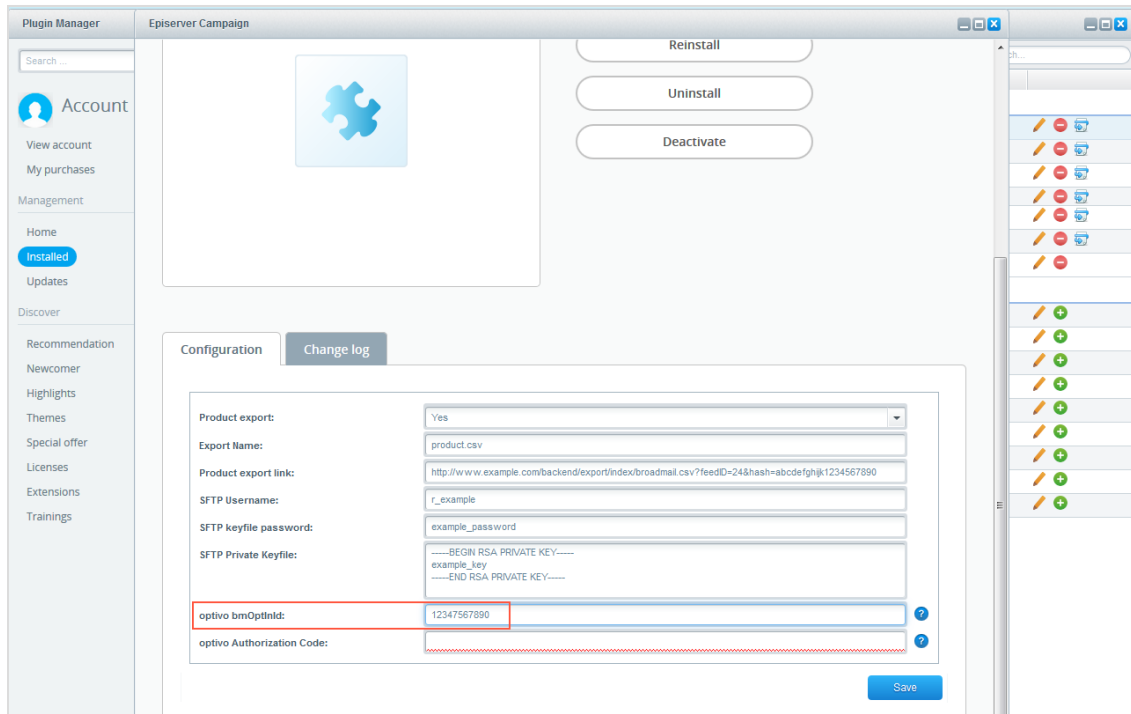 Plugin Manager
Episerver Campaign
Search ...
ch...
Account
View account
My purchases
Management
Home
Installed
Updates
Discover
Recommendation
Newcomer
Highlights
Themes
Special offer
Licenses
Extensions
Trainings
Reinstall
Uninstall
Deactivate
Configuration
Change log
Product export:
Yes
Export Name:
product.csv
Product export link:
http://www.example.com/backend/export/index/broadmail.csv?feedID=24&hash=abcdefghijk1234567890
SFTP Username:
r_example
SFTP keyfile password:
example_password
SFTP Private Keyfile:
-----BEGIN RSA PRIVATE KEY-----
example_key
-----END RSA PRIVATE KEY-----
optivo bmOptInId:
12347567890
?
optivo Authorization Code:
?
Save